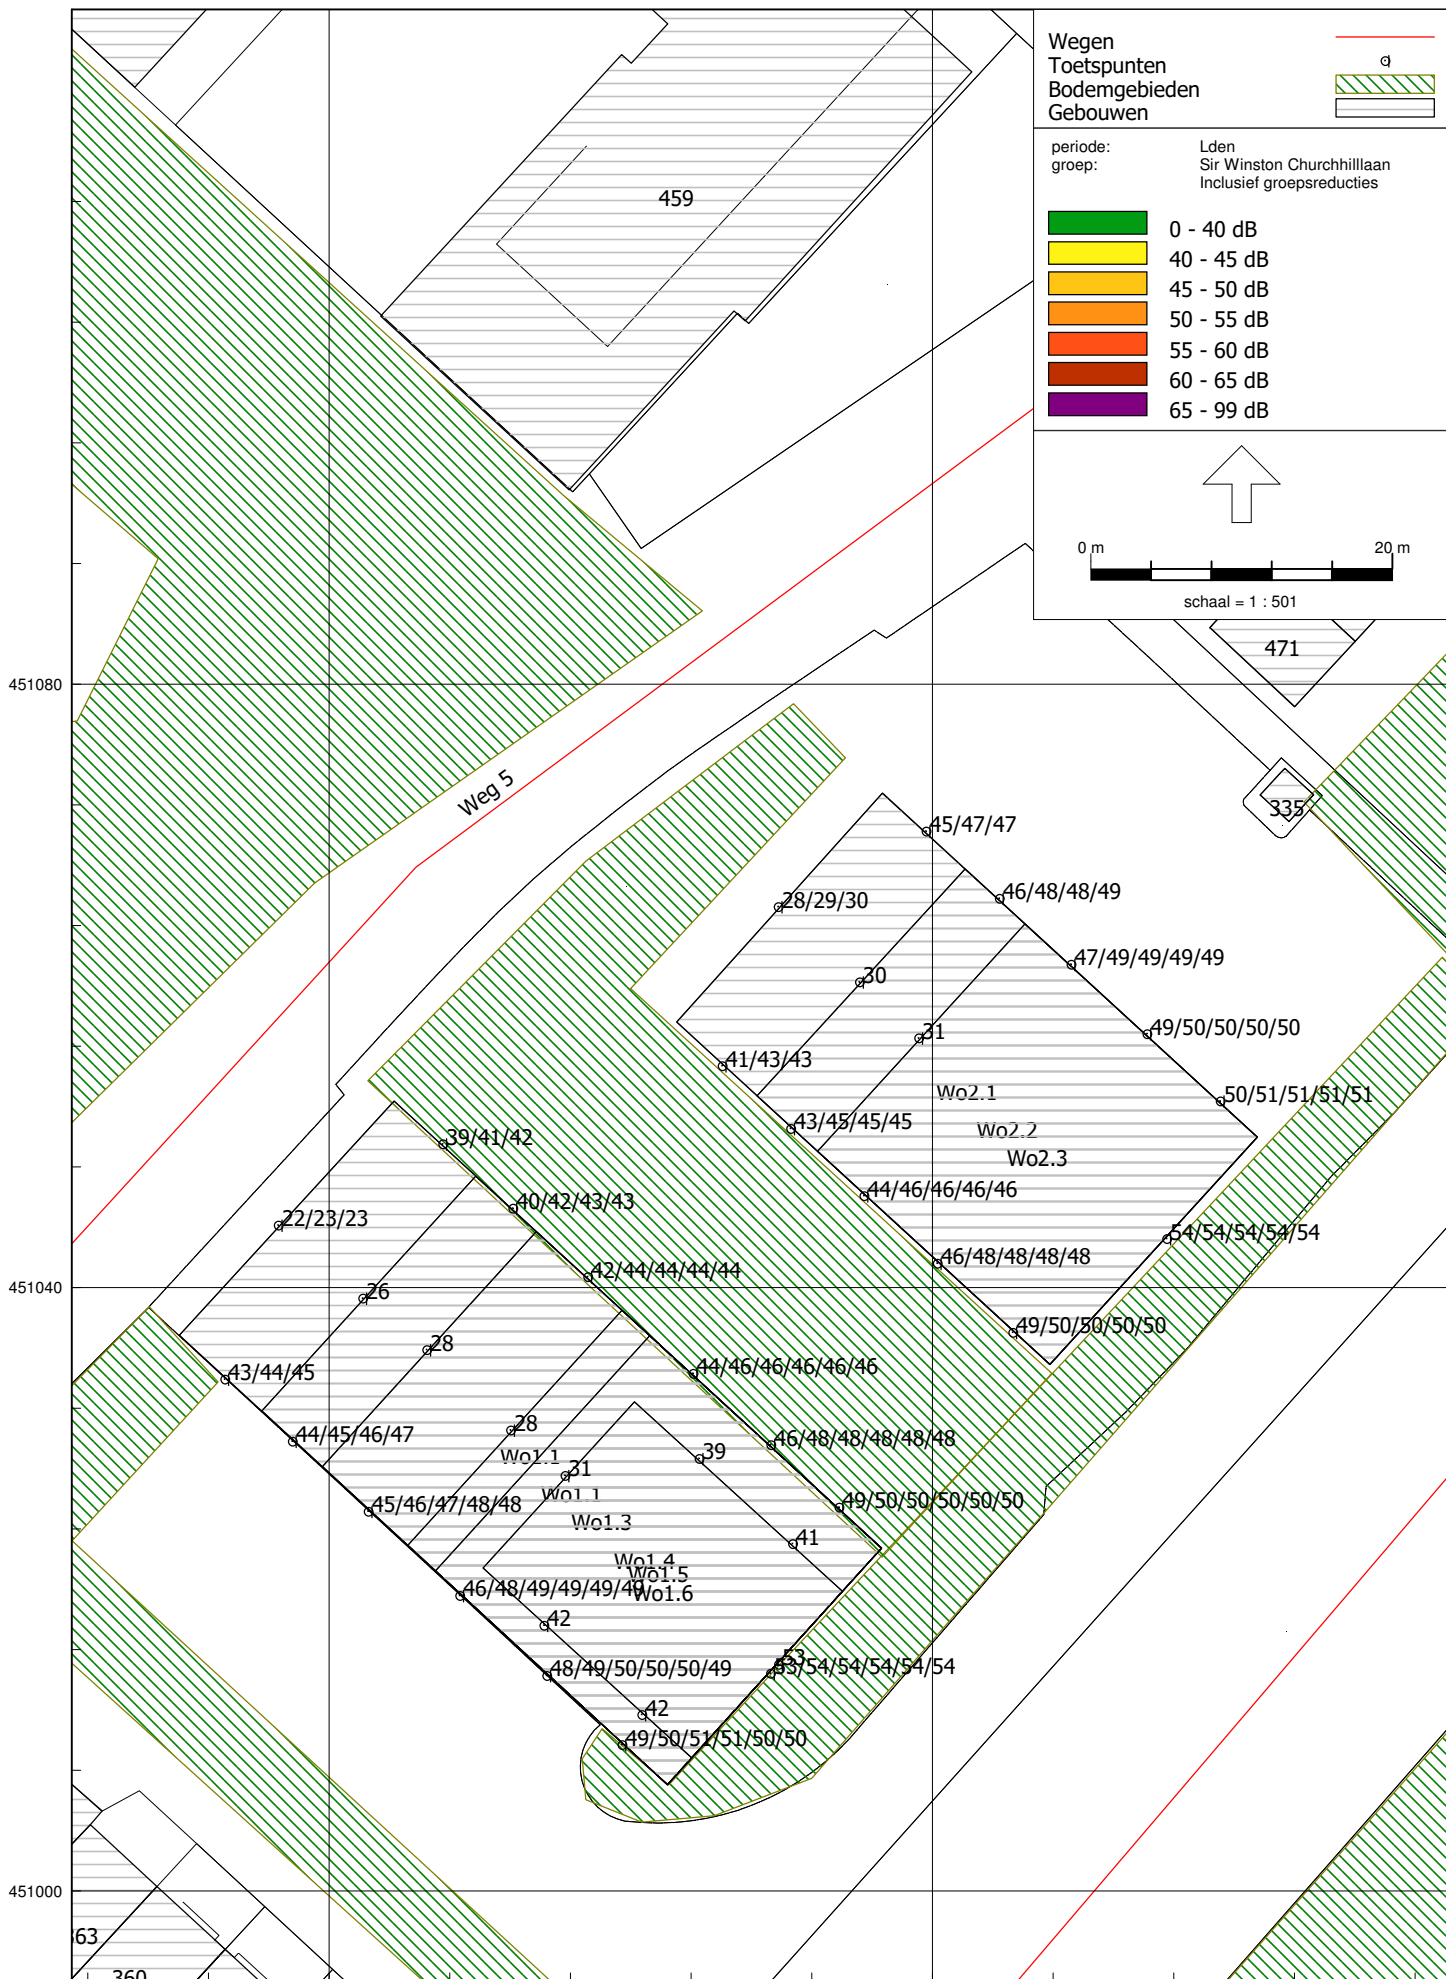 Wegen
Toetspunten
Bodemgebieden
Gebouwen
periode: Lden
groep: Sir Winston Churchhilllaan
Inclusief groepsreducties
0 - 40 dB
40 - 45 dB
45 - 50 dB
50 - 55 dB
55 - 60 dB
60 - 65 dB
65 - 99 dB
0 m 20 m
schaal = 1 : 501
459
471
451080
Weg 5
335
45/47/47
46/48/48/49
28/29/30
47/49/49/49/49
30
49/50/50/50/50
31
41/43/43
50/51/51/51/51
Wo2.1
43/45/45/45
Wo2.2
39/41/42
Wo2.3
44/46/46/46/46
40/42/43/43
22/23/23
54/54/54/54/54
46/48/48/48/48
42/44/44/44/44
451040
26
49/50/50/50/50
28
43/44/45
44/46/46/46/46/46
28
44/45/46/47
46/48/48/48/48/48
Wo1.1
39
31
Wo1.1
45/46/47/48/48
49/50/50/50/50/50
Wo1.3
41
Wo1.4
Wo1.5
46/48/49/49/49/49
Wo1.6
42
53
48/49/50/50/50/49
53/54/54/54/54/54
42
49/50/51/51/50/50
451000
363
360